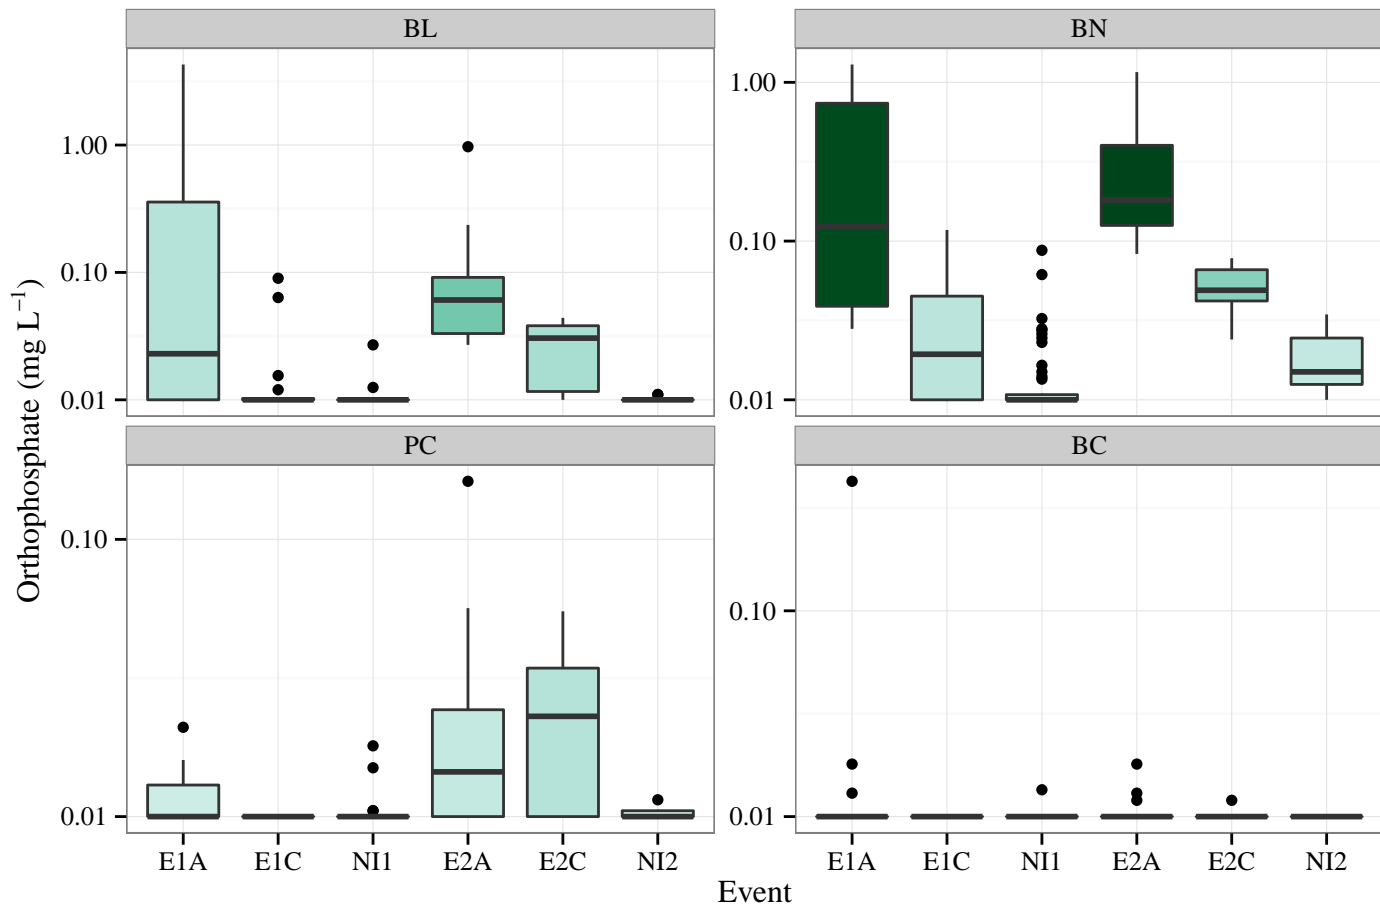 BL
BN
Orthophosphate (mg L⁻¹)
1.00
0.10
0.01
1.00
0.10
0.01
PC
BC
0.10
0.01
0.10
0.01
E1A E1C NI1 E2A E2C NI2
E1A E1C NI1 E2A E2C NI2
Event